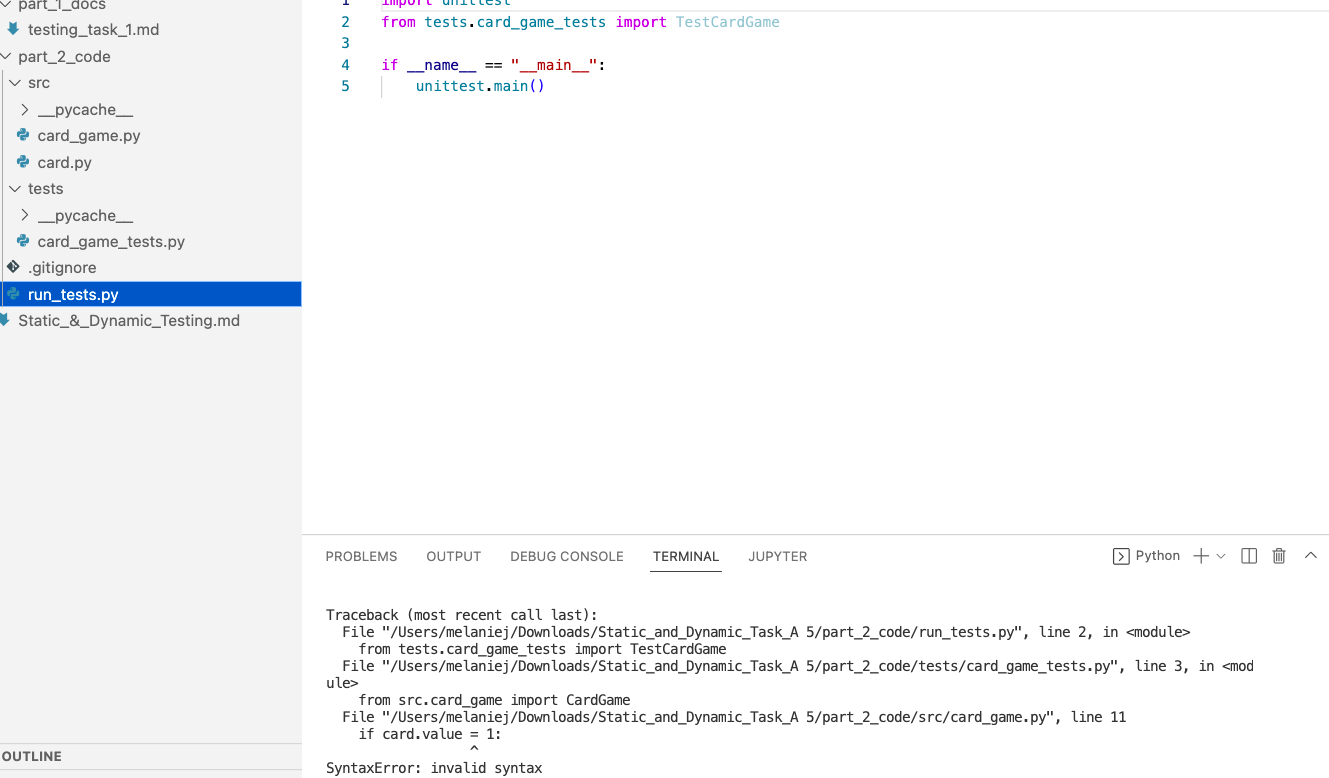 part_1_docs
testing_task_1.md
part_2_code
src
__pycache__
card_game.py
card.py
tests
__pycache__
card_game_tests.py
.gitignore
run_tests.py
Static_&_Dynamic_Testing.md
OUTLINE
1 import unittest
2 from tests.card_game_tests import TestCardGame
3
4 if __name__ == "__main__":
5 unittest.main()
PROBLEMS OUTPUT DEBUG CONSOLE TERMINAL JUPYTER Python
Traceback (most recent call last):
File "/Users/melaniej/Downloads/Static_and_Dynamic_Task_A 5/part_2_code/run_tests.py", line 2, in <module>
from tests.card_game_tests import TestCardGame
File "/Users/melaniej/Downloads/Static_and_Dynamic_Task_A 5/part_2_code/tests/card_game_tests.py", line 3, in <mod
ule>
from src.card_game import CardGame
File "/Users/melaniej/Downloads/Static_and_Dynamic_Task_A 5/part_2_code/src/card_game.py", line 11
if card.value = 1:
^
SyntaxError: invalid syntax